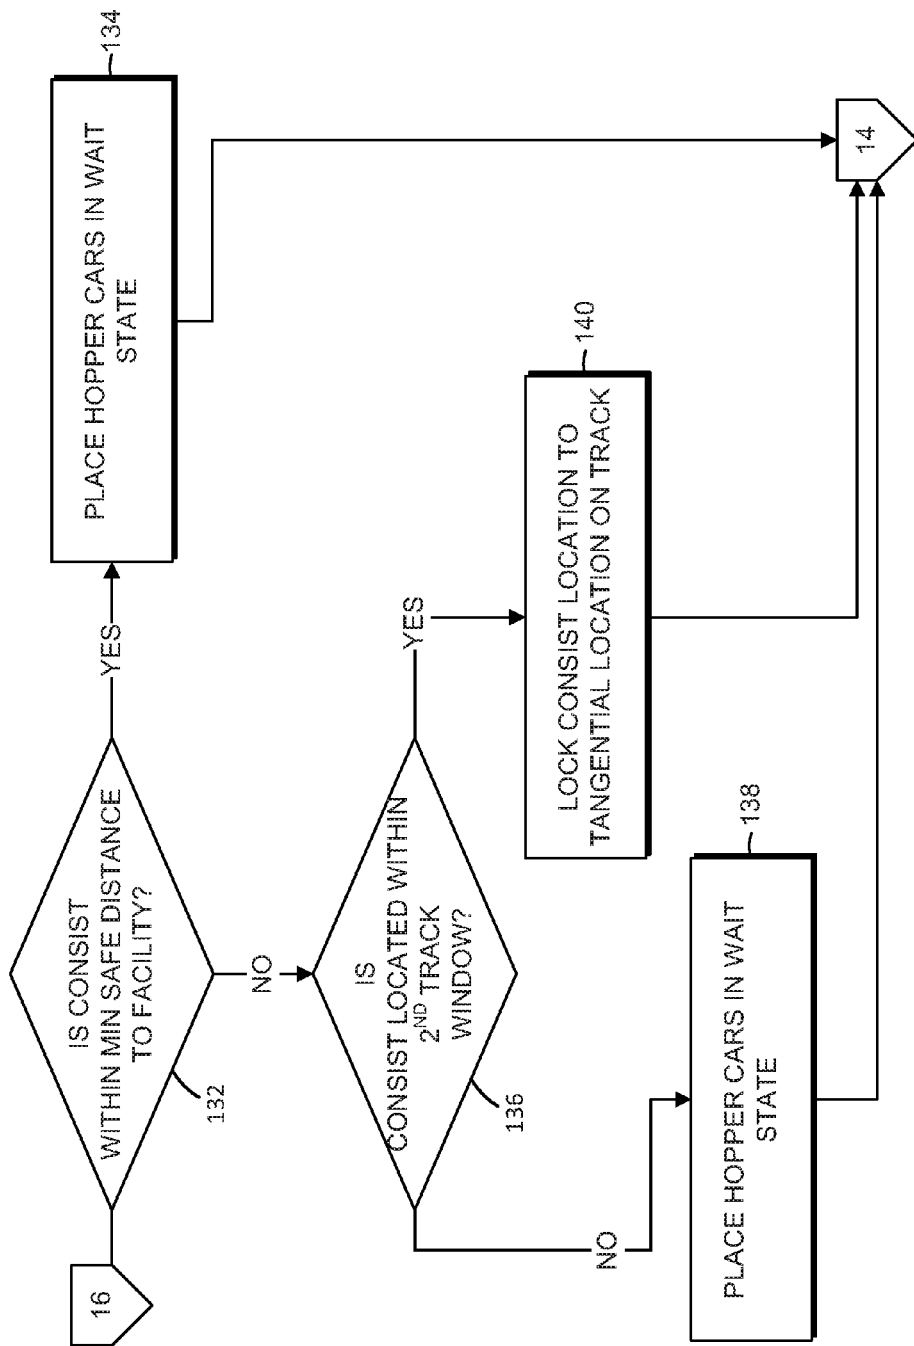 16
IS CONSIST
WITHIN MIN SAFE DISTANCE
TO FACILITY?
132
YES
PLACE HOPPER CARS IN WAIT
STATE
134
NO
IS
CONSIST LOCATED WITHIN
2ND TRACK
WINDOW?
136
YES
LOCK CONSIST LOCATION TO
TANGENTIAL LOCATION ON TRACK
140
NO
PLACE HOPPER CARS IN WAIT
STATE
138
14